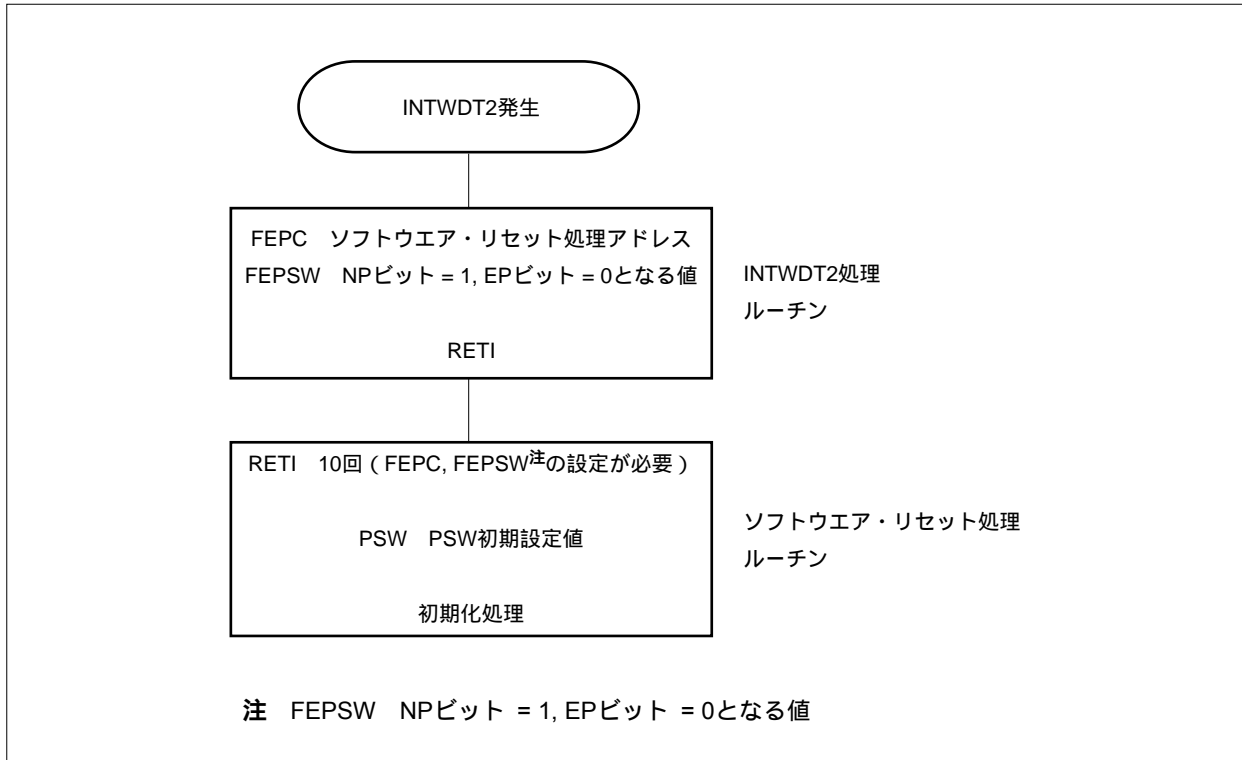 INTWDT2発生
FEPC　ソフトウエア・リセット処理アドレス
FEPSW　NPビット = 1, EPビット = 0となる値
RETI
INTWDT2処理
ルーチン
RETI　10回（FEPC, FEPSW注の設定が必要）
PSW　PSW初期設定値
初期化処理
ソフトウエア・リセット処理
ルーチン
注　FEPSW　NPビット = 1, EPビット = 0となる値